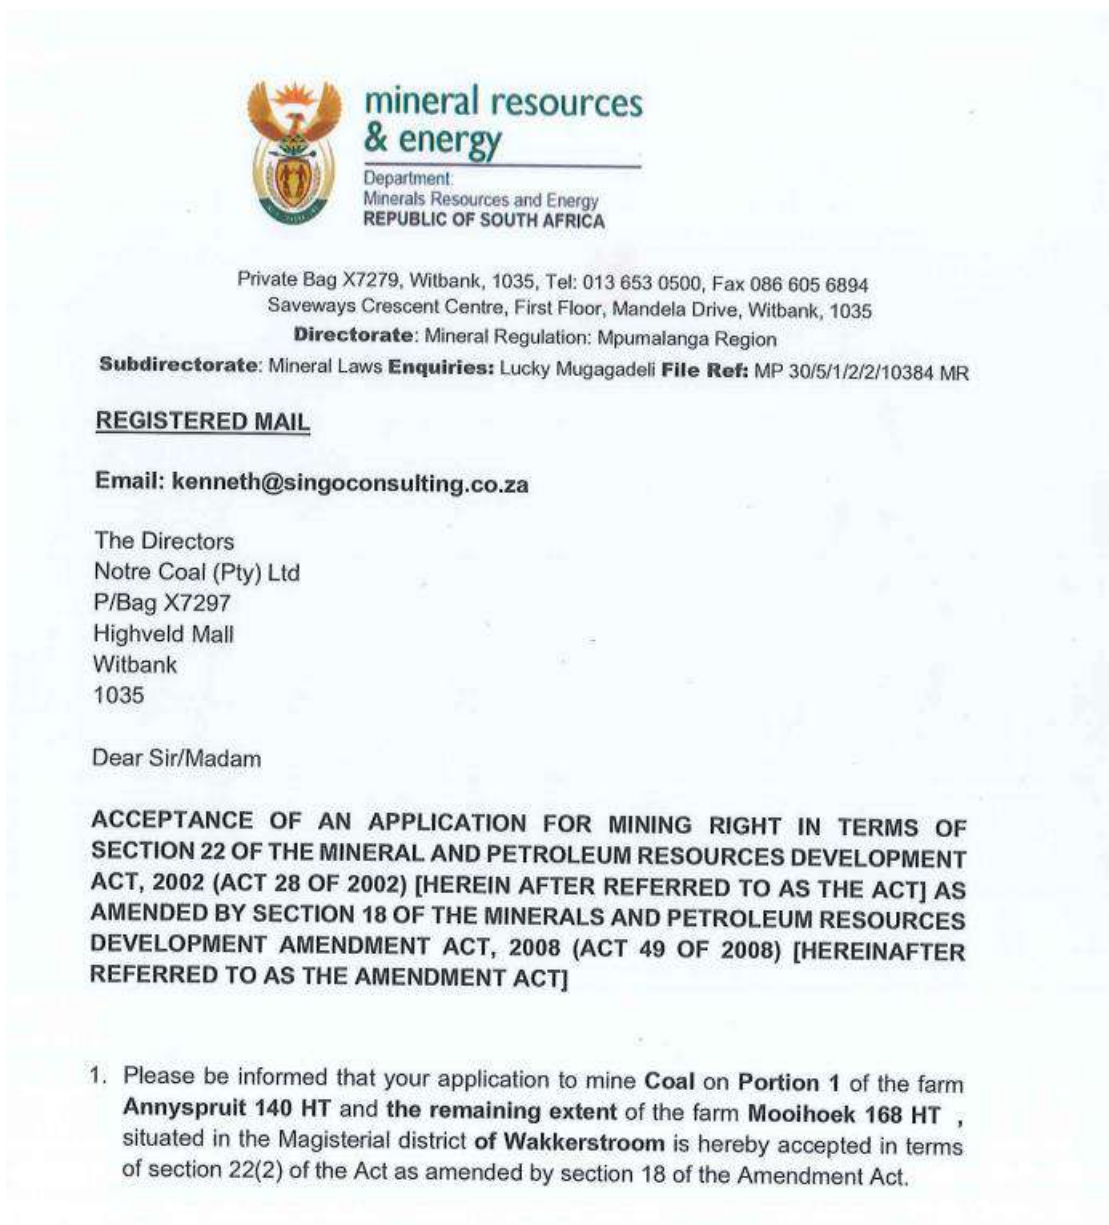 mineral resources
& energy
Department:
Minerals Resources and Energy
REPUBLIC OF SOUTH AFRICA
Private Bag X7279, Witbank, 1035, Tel: 013 653 0500, Fax 086 605 6894
Saveways Crescent Centre, First Floor, Mandela Drive, Witbank, 1035
Directorate: Mineral Regulation: Mpumalanga Region
Subdirectorate: Mineral Laws Enquiries: Lucky Mugagadeli File Ref: MP 30/5/1/2/2/10384 MR
REGISTERED MAIL
Email: kenneth@singoconsulting.co.za
The Directors
Notre Coal (Pty) Ltd
P/Bag X7297
Highveld Mall
Witbank
1035
Dear Sir/Madam
ACCEPTANCE OF AN APPLICATION FOR MINING RIGHT IN TERMS OF
SECTION 22 OF THE MINERAL AND PETROLEUM RESOURCES DEVELOPMENT
ACT, 2002 (ACT 28 OF 2002) [HEREIN AFTER REFERRED TO AS THE ACT] AS
AMENDED BY SECTION 18 OF THE MINERALS AND PETROLEUM RESOURCES
DEVELOPMENT AMENDMENT ACT, 2008 (ACT 49 OF 2008) [HEREINAFTER
REFERRED TO AS THE AMENDMENT ACT]
1. Please be informed that your application to mine Coal on Portion 1 of the farm
Annyspruit 140 HT and the remaining extent of the farm Mooihoek 168 HT ,
situated in the Magisterial district of Wakkerstroom is hereby accepted in terms
of section 22(2) of the Act as amended by section 18 of the Amendment Act.